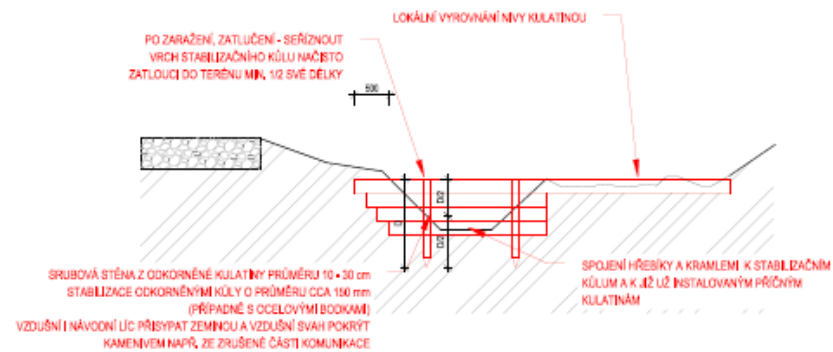 LOKÁLNÍ VYROVNÁNÍ NIVY KULATINOU
PO ZARAŽENÍ, ZATLUČENÍ - SEŘÍZNOUT
VRCH STABILIZAČNÍHO KŮLU NAČISTO
ZATLOUCI DO TERÉNU MIN. 1/2 SVÉ DÉLKY
500
D/2
D
D/2
SRUBOVÁ STĚNA Z ODKORNĚNÉ KULATINY PRŮMĚRU 10 - 30 cm
STABILIZACE ODKORNĚNÝMI KŮLY O PRŮMĚRU CCA 150 mm
(PŘÍPADNĚ S OCELOVÝMI BODKAMI)
VZDUŠNÍ I NÁVODNÍ LÍC PŘISYPAT ZEMINOU A VZDUŠNÍ SVAH POKRÝT
KAMENIVEM NAPŘ. ZE ZRUŠENÉ ČÁSTI KOMUNIKACE
SPOJENÍ HŘEBÍKY A KRAMLEMI K STABILIZAČNÍM
KŮLUM A K JIŽ UŽ INSTALOVANÝM PŘÍČNÝM
KULATINÁM